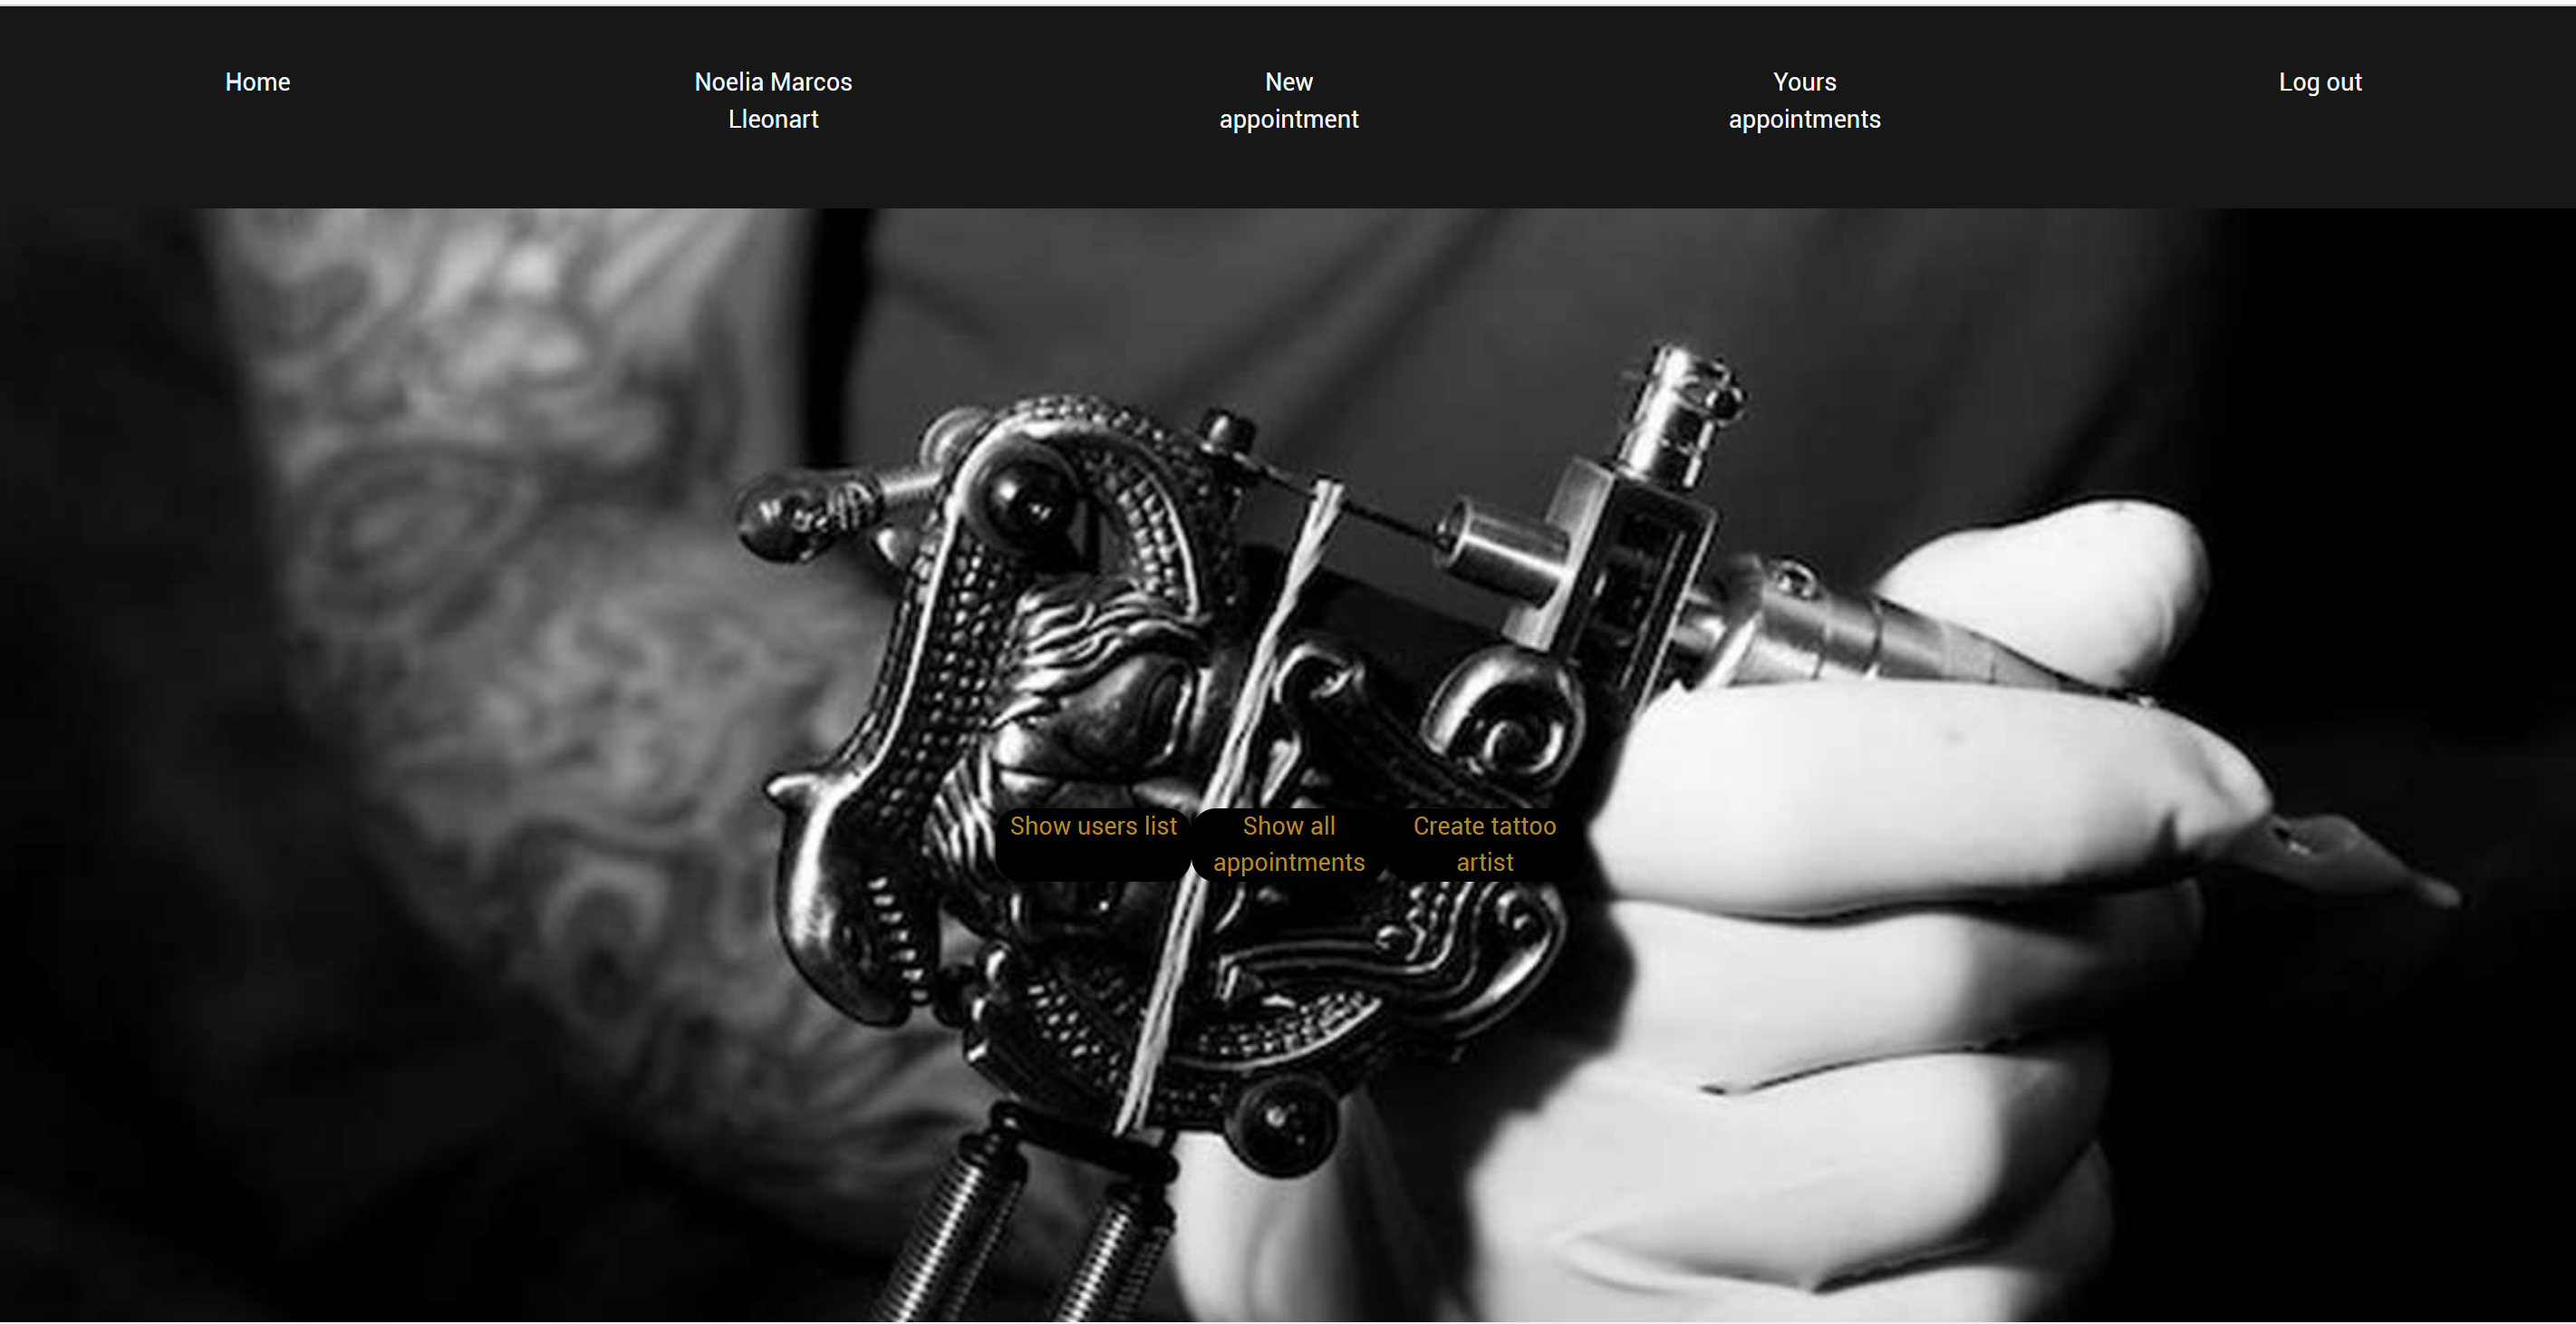 Home
Noelia Marcos
Lleonart
New
appointment
Yours
appointments
Log out
Show users list
Show all
appointments
Create tattoo
artist